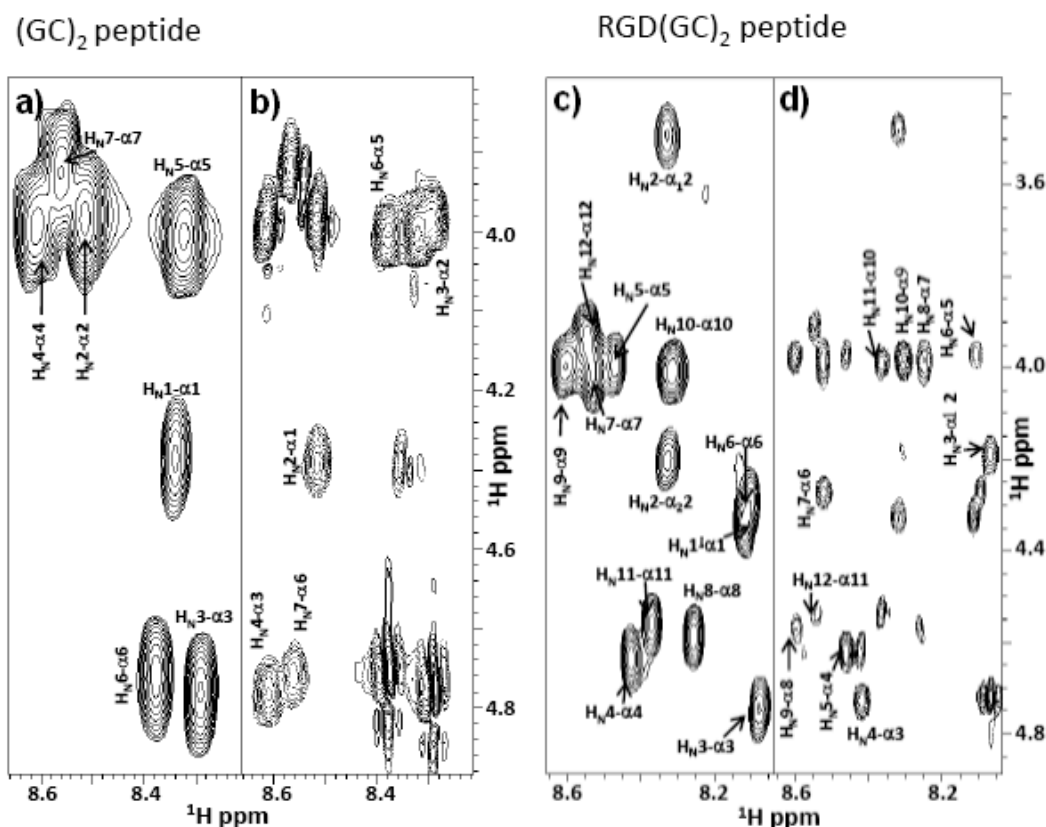 (GC)2 peptide
RGD(GC)2 peptide
a)
b)
c)
d)
HN7-α7
HN5-α5
HN4-α4
HN2-α2
HN1-α1
HN6-α6
HN3-α3
HN6-α5
HN3-α2
HN2-α1
HN4-α3
HN7-α6
4.0
4.2
4.4
4.6
4.8
1H ppm
8.6
8.4
8.6
8.4
1H ppm
HN2-α12
HN12-α12
HN5-α5
HN10-α10
HN7-α7
HN9-α9
HN2-α22
HN6-α6
HN1-α1
HN11-α11
HN8-α8
HN4-α4
HN3-α3
HN11-α10
HN10-α9
HN8-α7
HN6-α5
HN3-α 2
HN7-α6
HN12-α11
HN9-α8
HN5-α4
HN4-α3
3.6
4.0
4.4
4.8
1H ppm
8.6
8.2
8.6
8.2
1H ppm